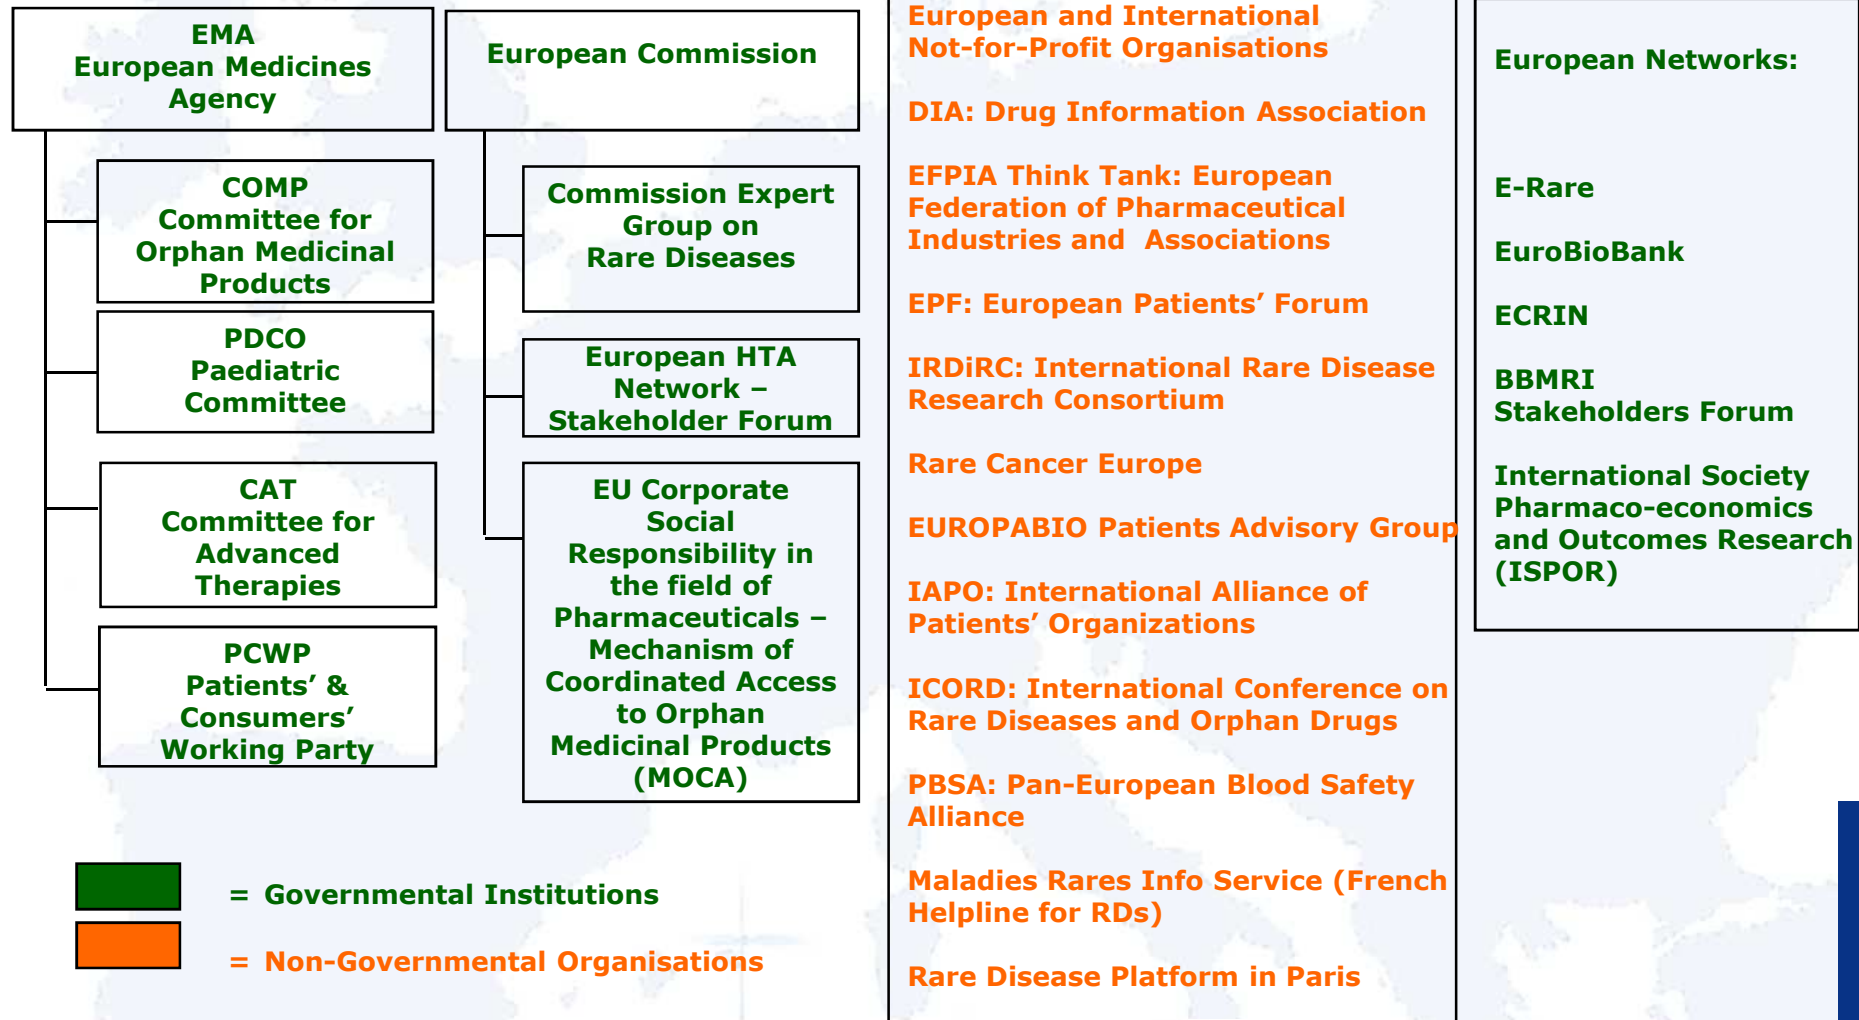 EMA
European Medicines
Agency
COMP
Committee for
Orphan Medicinal
Products
PDCO
Paediatric
Committee
CAT
Committee for
Advanced
Therapies
PCWP
Patients’ &
Consumers’
Working Party
European Commission
Commission Expert
Group on
Rare Diseases
European HTA
Network –
Stakeholder Forum
EU Corporate
Social
Responsibility in
the field of
Pharmaceuticals –
Mechanism of
Coordinated Access
to Orphan
Medicinal Products
(MOCA)
= Governmental Institutions
= Non-Governmental Organisations
European and International
Not-for-Profit Organisations
DIA: Drug Information Association
EFPIA Think Tank: European
Federation of Pharmaceutical
Industries and  Associations
EPF: European Patients’ Forum
IRDiRC: International Rare Disease
Research Consortium
Rare Cancer Europe
EUROPABIO Patients Advisory Group
IAPO: International Alliance of
Patients’ Organizations
ICORD: International Conference on
Rare Diseases and Orphan Drugs
PBSA: Pan-European Blood Safety
Alliance
Maladies Rares Info Service (French
Helpline for RDs)
Rare Disease Platform in Paris
European Networks:
E-Rare
EuroBioBank
ECRIN
BBMRI
Stakeholders Forum
International Society
Pharmaco-economics
and Outcomes Research
(ISPOR)